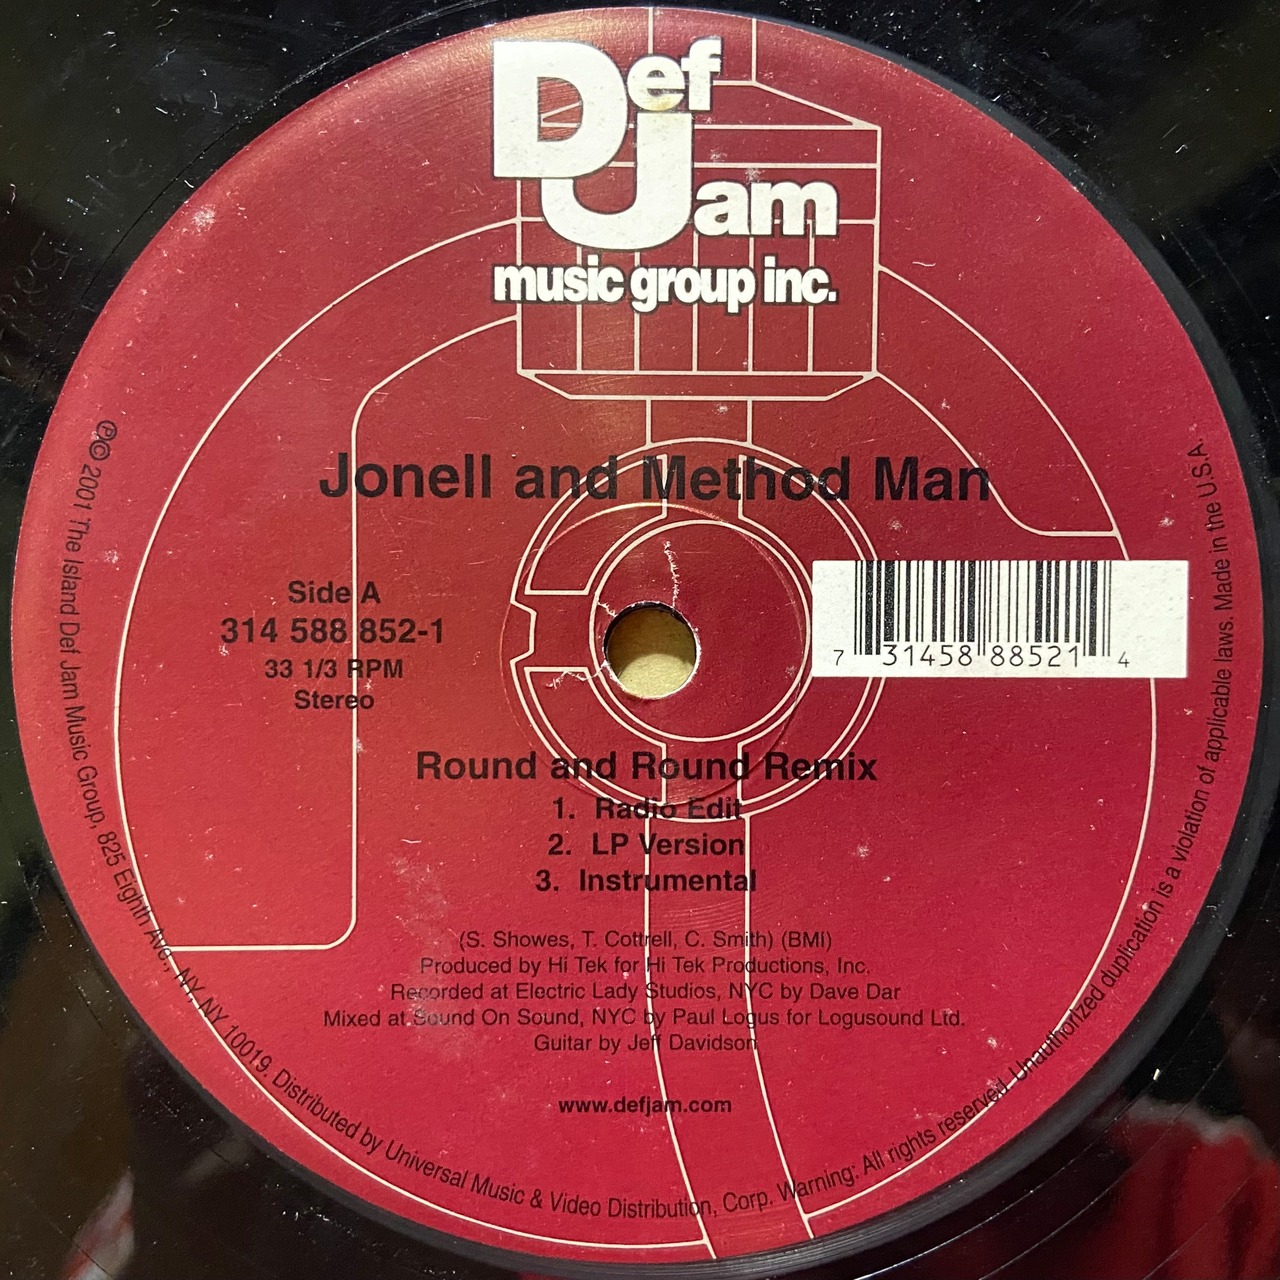 Def Jam
music group inc.
Jonell and Method Man
Side A
314 588 852-1
33 1/3 RPM
Stereo
7 31458 88521 4
Round and Round Remix
1. Radio Edit
2. LP Version
3. Instrumental
(S. Showes, T. Cottrell, C. Smith) (BMI)
Produced by Hi Tek for Hi Tek Productions, Inc.
Recorded at Electric Lady Studios, NYC by Dave Dar
Mixed at Sound On Sound, NYC by Paul Logus for Logusound Ltd.
Guitar by Jeff Davidson
www.defjam.com
℗© 2001 The Island Def Jam Music Group, 825 Eighth Ave., NY, NY 10019. Distributed by Universal Music & Video Distribution, Corp. Warning: All rights reserved. Unauthorized duplication is a violation of applicable laws. Made in the U.S.A